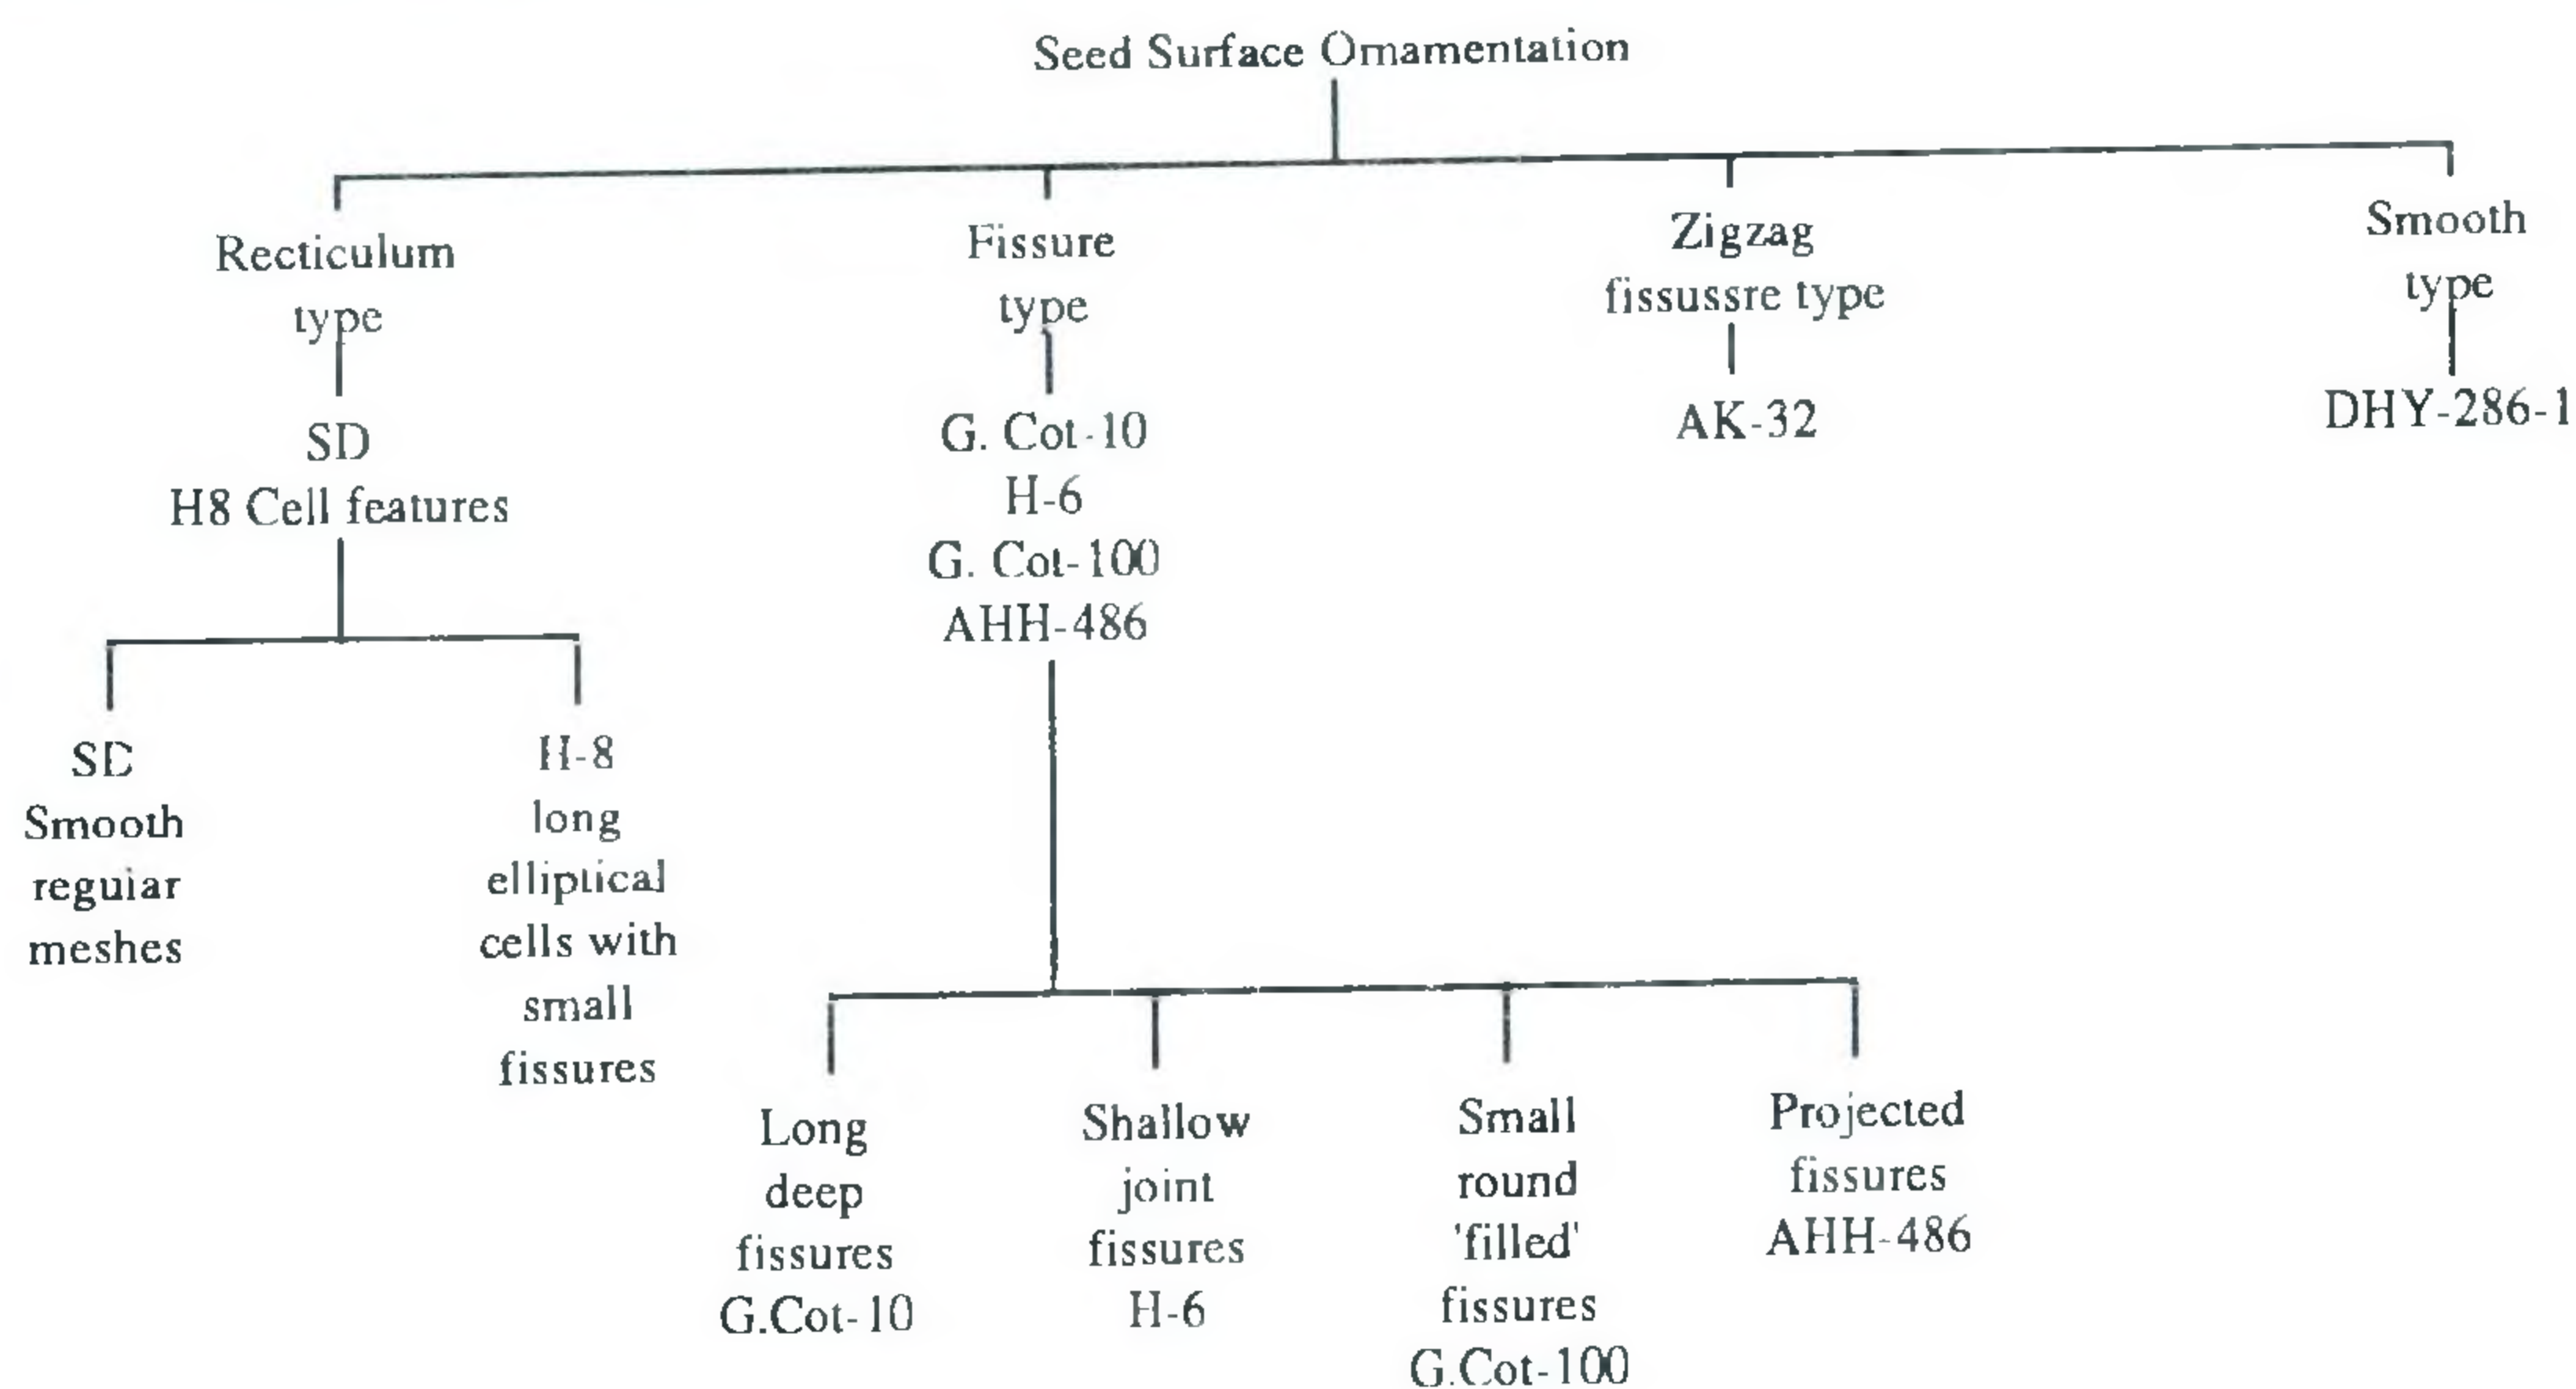 Seed Surface Ornamentation
Recticulum
type
SD
H8 Cell features
SD
Smooth
regular
meshes
H-8
long
elliptical
cells with
small
fissures
Fissure
type
G. Cot-10
H-6
G. Cot-100
AHH-486
Long
deep
fissures
G.Cot-10
Shallow
joint
fissures
H-6
Small
round
'filled'
fissures
G.Cot-100
Projected
fissures
AHH-486
Zigzag
fissussre type
AK-32
Smooth
type
DHY-286-1